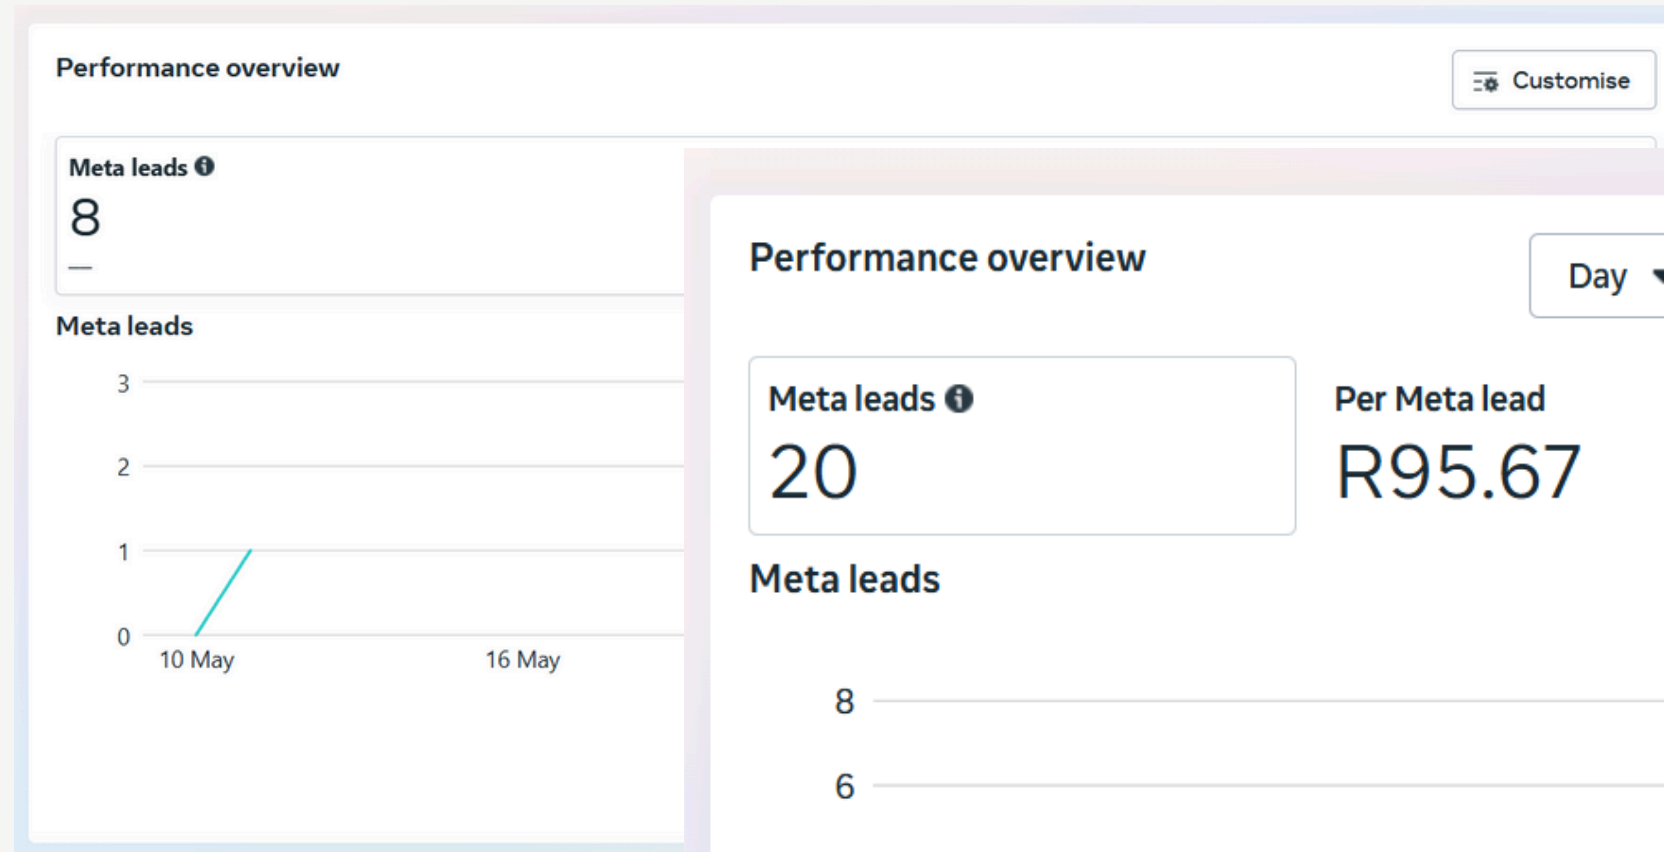 Performance overview
Customise
Meta leads
8
—
Meta leads
3
2
1
0
10 May
16 May
Performance overview
Day
Meta leads
20
Per Meta lead
R95.67
Meta leads
8
6